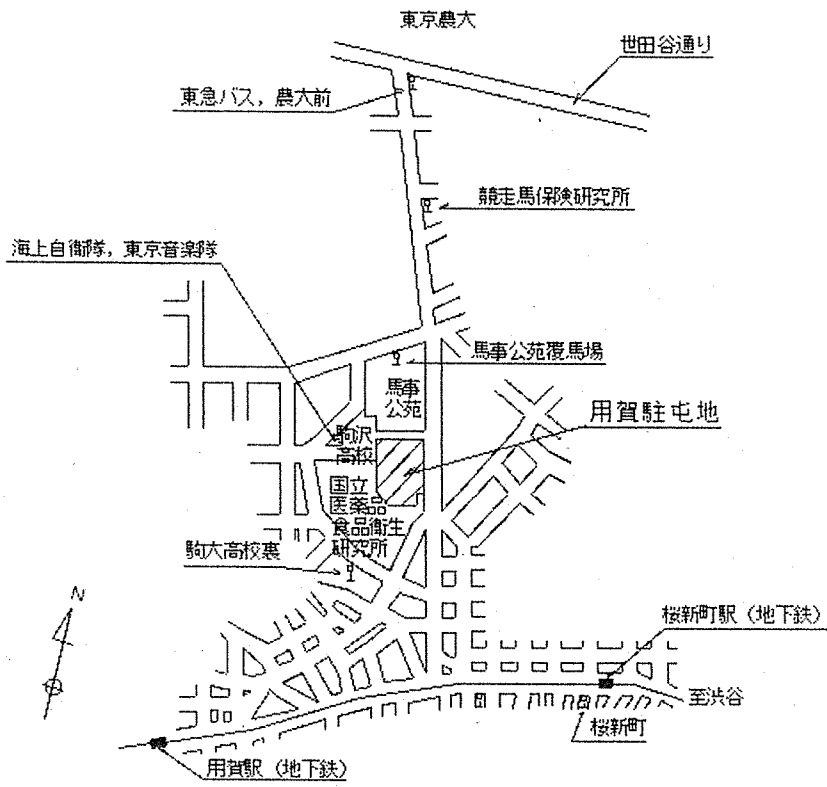 東京農大
世田谷通り
東急バス，農大前
競走馬保険研究所
海上自衛隊，東京音楽隊
馬事公苑覆馬場
馬事
公苑
用賀駐屯地
駒沢
高校
国立
医薬品
食品衛生
研究所
駒大高校裏
N
桜新町駅（地下鉄）
至渋谷
桜新町
用賀駅（地下鉄）